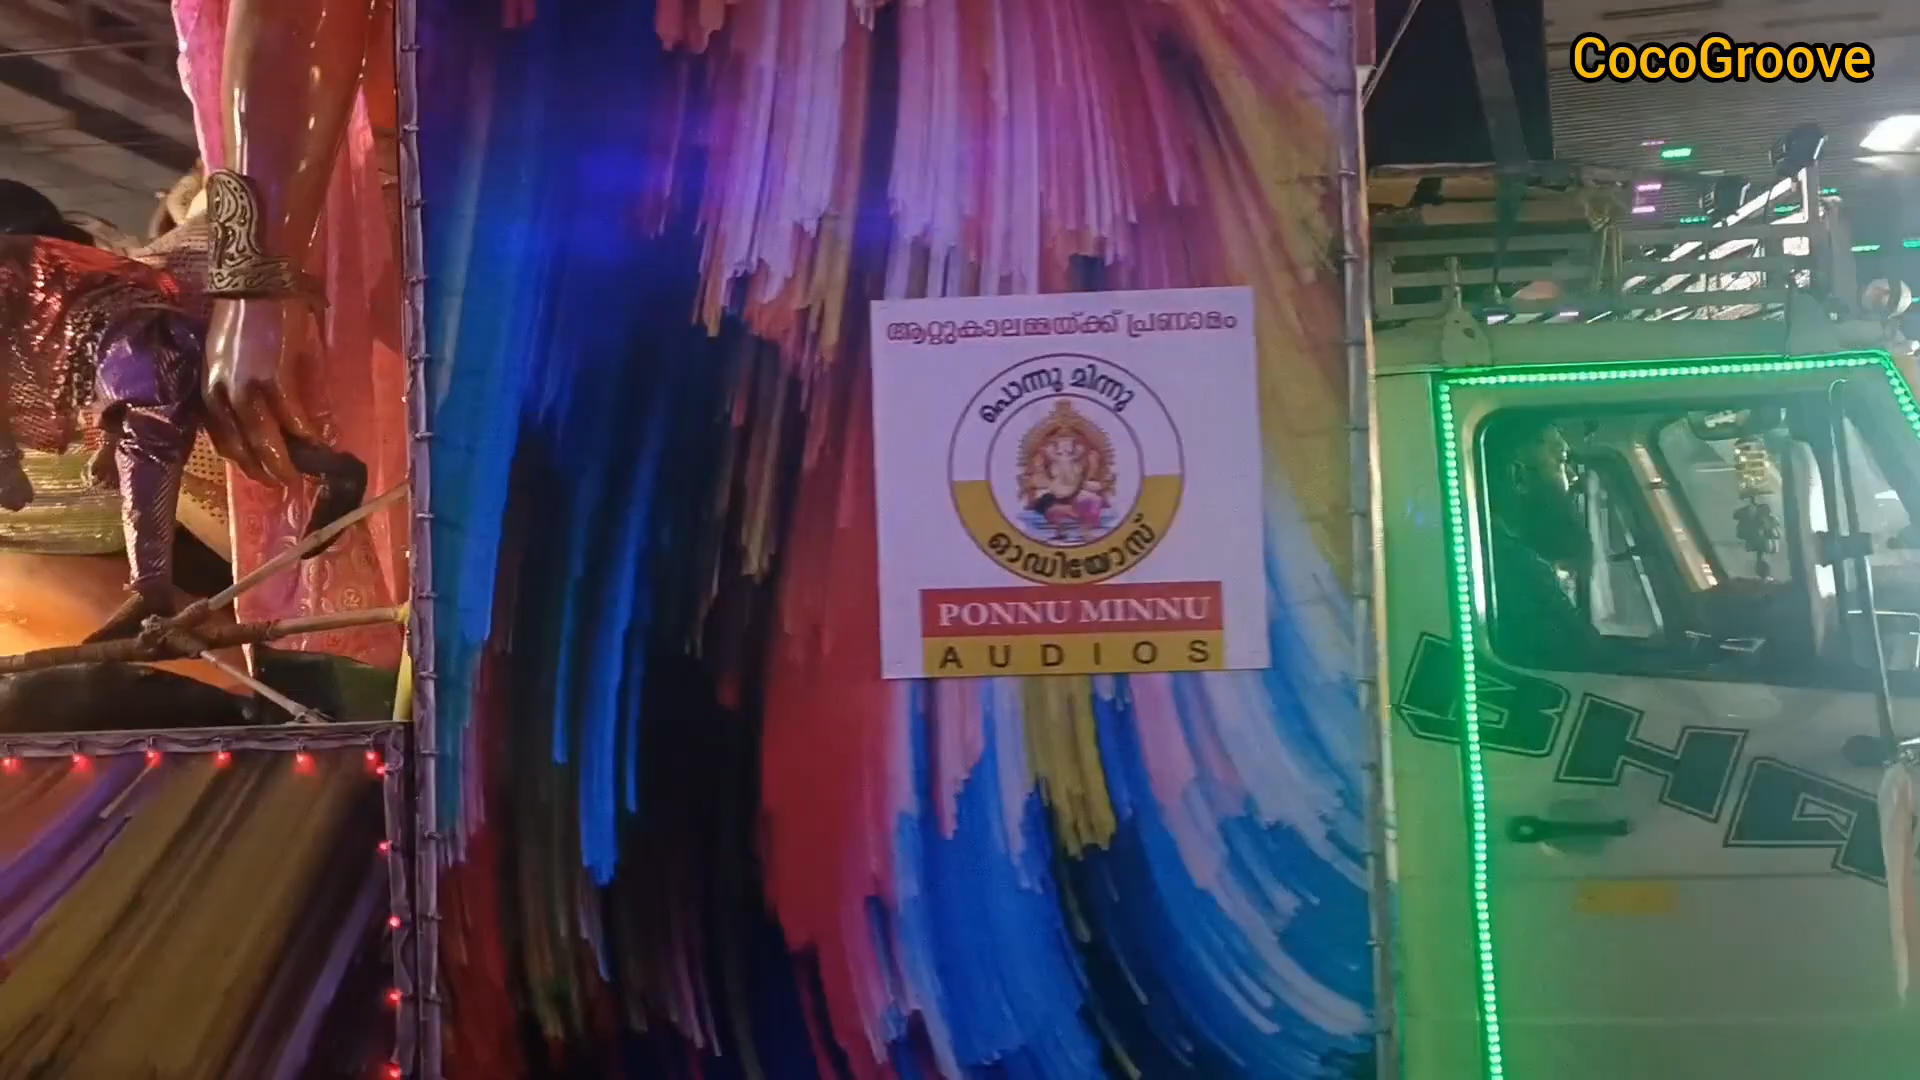 CocoGroove
ആറ്റുകാലമ്മയ്ക്ക് പ്രണാമം
പൊന്നു മിന്നു
ഓഡിയോസ്
PONNU MINNU
AUDIOS